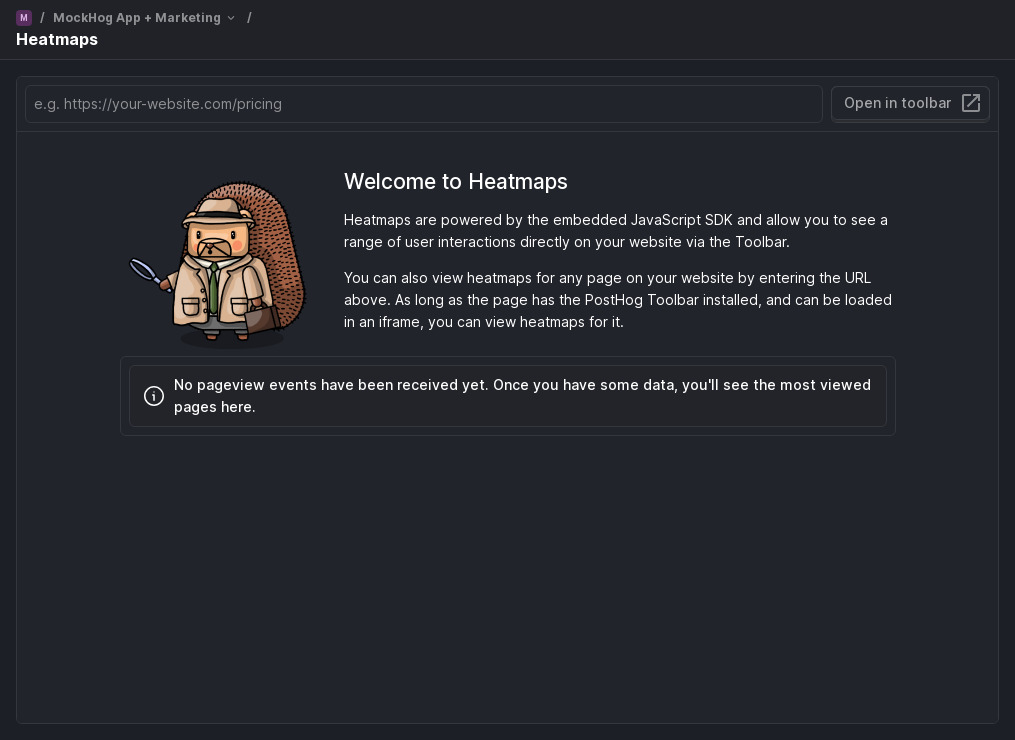 M / MockHog App + Marketing /
Heatmaps
e.g. https://your-website.com/pricing
Open in toolbar
Welcome to Heatmaps
Heatmaps are powered by the embedded JavaScript SDK and allow you to see a
range of user interactions directly on your website via the Toolbar.
You can also view heatmaps for any page on your website by entering the URL
above. As long as the page has the PostHog Toolbar installed, and can be loaded
in an iframe, you can view heatmaps for it.
No pageview events have been received yet. Once you have some data, you'll see the most viewed
pages here.